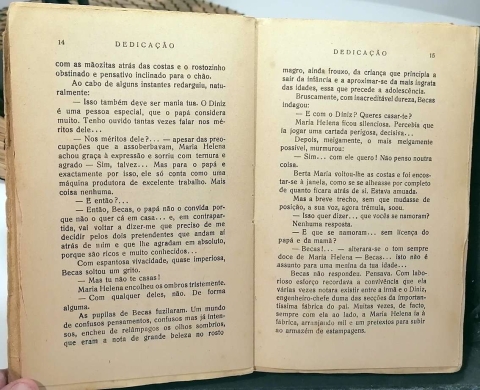 14 DEDICAÇÃO
com as mãozitas atrás das costas e o rostozinho
obstinado e pensativo inclinado para o chão.
Ao cabo de alguns instantes redarguia, natu-
ralmente:
— Isso também deve ser mania tua. O Diniz
é uma pessoa especial, que o papá considera
muito. Tenho ouvido tantas vezes falar nos méri-
tos dele...
— Nos méritos dele?... — apesar das preo-
cupações que a assoberbavam, Maria Helena
achou graça à expressão e sorriu com ternura e
agrado — Sim, talvez... Mas para o papá e
exactamente por isso, ele só conta como uma
máquina produtora de excelente trabalho. Mais
coisa nenhuma.
— E então?...
— Então, Becas, o papá não o convida por-
que não o quer cá em casa... e, em contrapar-
tida, vai voltar a dizer-me que preciso de me
decidir pelos dois pretendentes que andam aí
atrás de mim e que lhe agradam em absoluto,
porque são ricos e muito conhecidos...
Com espantosa vivacidade, quase imperiosa,
Becas soltou um grito.
— Mas tu não te casas!
Maria Helena encolheu os ombros tristemente.
— Com qualquer deles, não. De forma
alguma.
As pupilas de Becas fuzilaram. Um mundo
de confusos pensamentos, confusos mas já inten-
sos, encheu de relâmpagos os olhos sombrios,
que eram a nota de grande beleza no rosto
DEDICAÇÃO 15
magro, ainda frouxo, da criança que principia a
sair da infância e a aproximar-se da mais ingrata
das idades, essa que precede a adolescência.
Bruscamente, com inacreditável dureza, Becas
indagou:
— E com o Diniz? Queres casar-te?
Maria Helena ficou silenciosa. Percebia que
ia jogar uma cartada perigosa, decisiva...
Depois, meigamente, o mais meigamente
possível, murmurou:
— Sim... com ele quero! Não penso noutra
coisa.
Berta Maria voltou-lhe as costas e foi encos-
tar-se à janela, como se se alheasse por completo
de quanto ficara atrás de si. Estava amuada.
Mas a breve trecho, sem que mudasse de
posição, a sua voz, agora trémula, soou.
— Isso quer dizer... que vocês se namoram?
Nenhuma resposta.
— E que se namoram... sem licença do
papá e da mamã?
— Becas!... — alterara-se o tom sempre
doce de Maria Helena — Becas... isto não é
assunto para uma menina da tua idade...
Becas não respondeu. Pensava. Com labo-
rioso esforço recordava a convivência que ela
várias vezes notara existir entre a Irmã e o Diniz,
engenheiro-chefe duma das secções da importan-
tíssima fábrica do pai. Muitas vezes, de facto,
sempre com ela ao lado, a Maria Helena ia à
fábrica, arranjando mil e um pretextos para subir
ao armazém de estampagens.